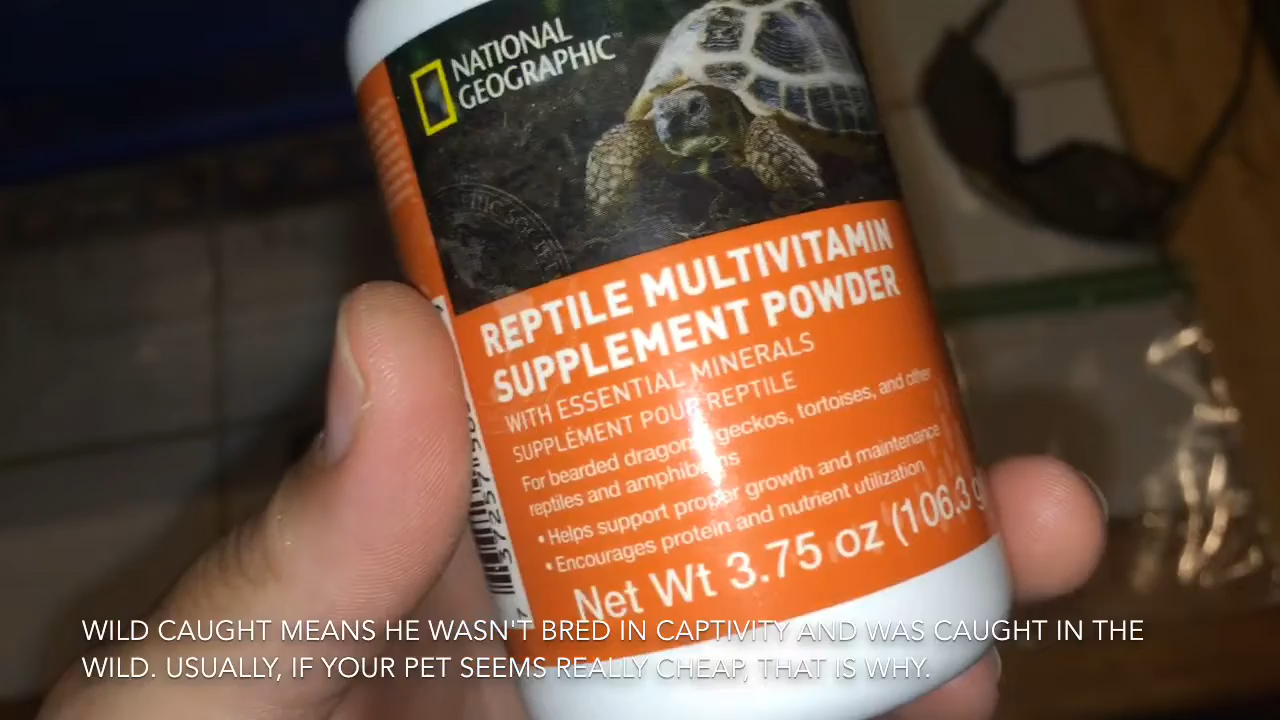 NATIONAL
GEOGRAPHIC™
REPTILE MULTIVITAMIN
SUPPLEMENT POWDER
WITH ESSENTIAL MINERALS
SUPPLÉMENT POUR REPTILE
For bearded dragons, geckos, tortoises, and other
reptiles and amphibians
• Helps support proper growth and maintenance
• Encourages protein and nutrient utilization
Net Wt 3.75 oz (106.3 g
WILD CAUGHT MEANS HE WASN'T BRED IN CAPTIVITY AND WAS CAUGHT IN THE
WILD. USUALLY, IF YOUR PET SEEMS REALLY CHEAP, THAT IS WHY.